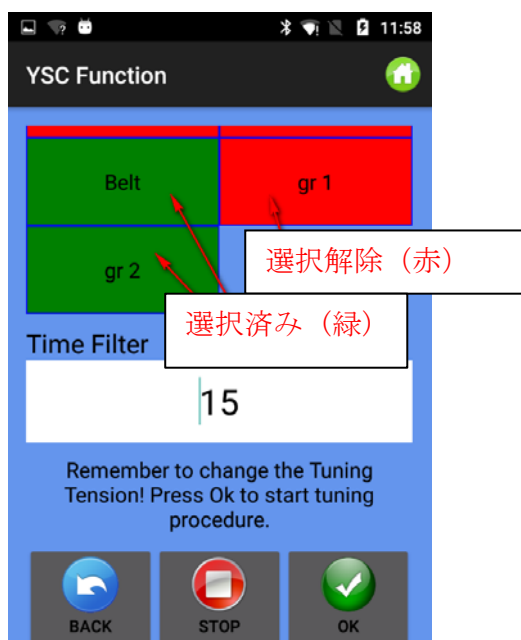 11:58
YSC Function
Belt
gr 1
gr 2
選択解除（赤）
選択済み（緑）
Time Filter
15
Remember to change the Tuning
Tension! Press Ok to start tuning
procedure.
BACK
STOP
OK